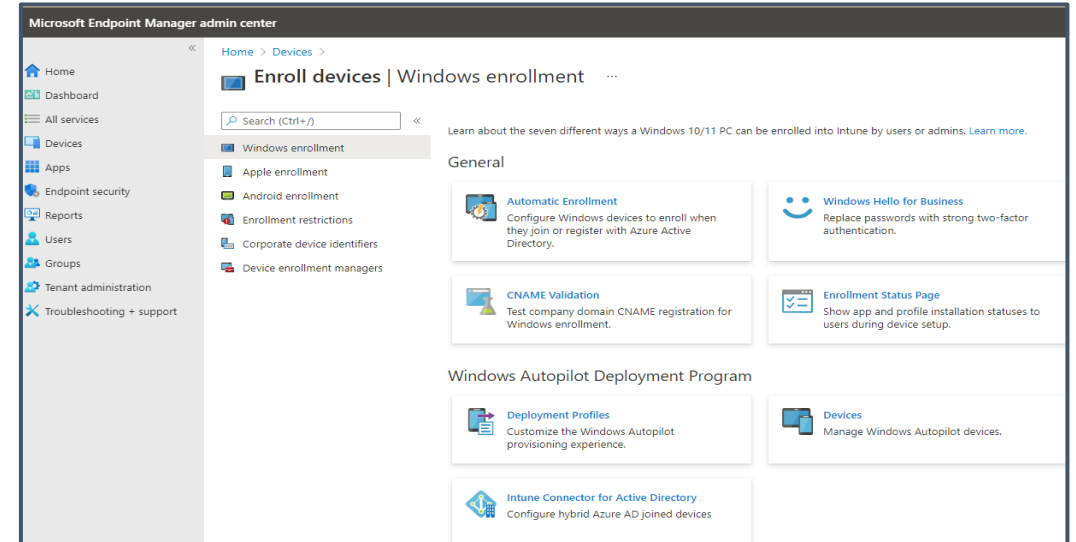 Microsoft Endpoint Manager admin center
«
Home
Dashboard
All services
Devices
Apps
Endpoint security
Reports
Users
Groups
Tenant administration
Troubleshooting + support
Home > Devices >
Enroll devices | Windows enrollment ...
Search (Ctrl+/)
«
Windows enrollment
Apple enrollment
Android enrollment
Enrollment restrictions
Corporate device identifiers
Device enrollment managers
Learn about the seven different ways a Windows 10/11 PC can be enrolled into Intune by users or admins. Learn more.
General
Automatic Enrollment
Configure Windows devices to enroll when
they join or register with Azure Active
Directory.
Windows Hello for Business
Replace passwords with strong two-factor
authentication.
CNAME Validation
Test company domain CNAME registration for
Windows enrollment.
Enrollment Status Page
Show app and profile installation statuses to
users during device setup.
Windows Autopilot Deployment Program
Deployment Profiles
Customize the Windows Autopilot
provisioning experience.
Devices
Manage Windows Autopilot devices.
Intune Connector for Active Directory
Configure hybrid Azure AD joined devices